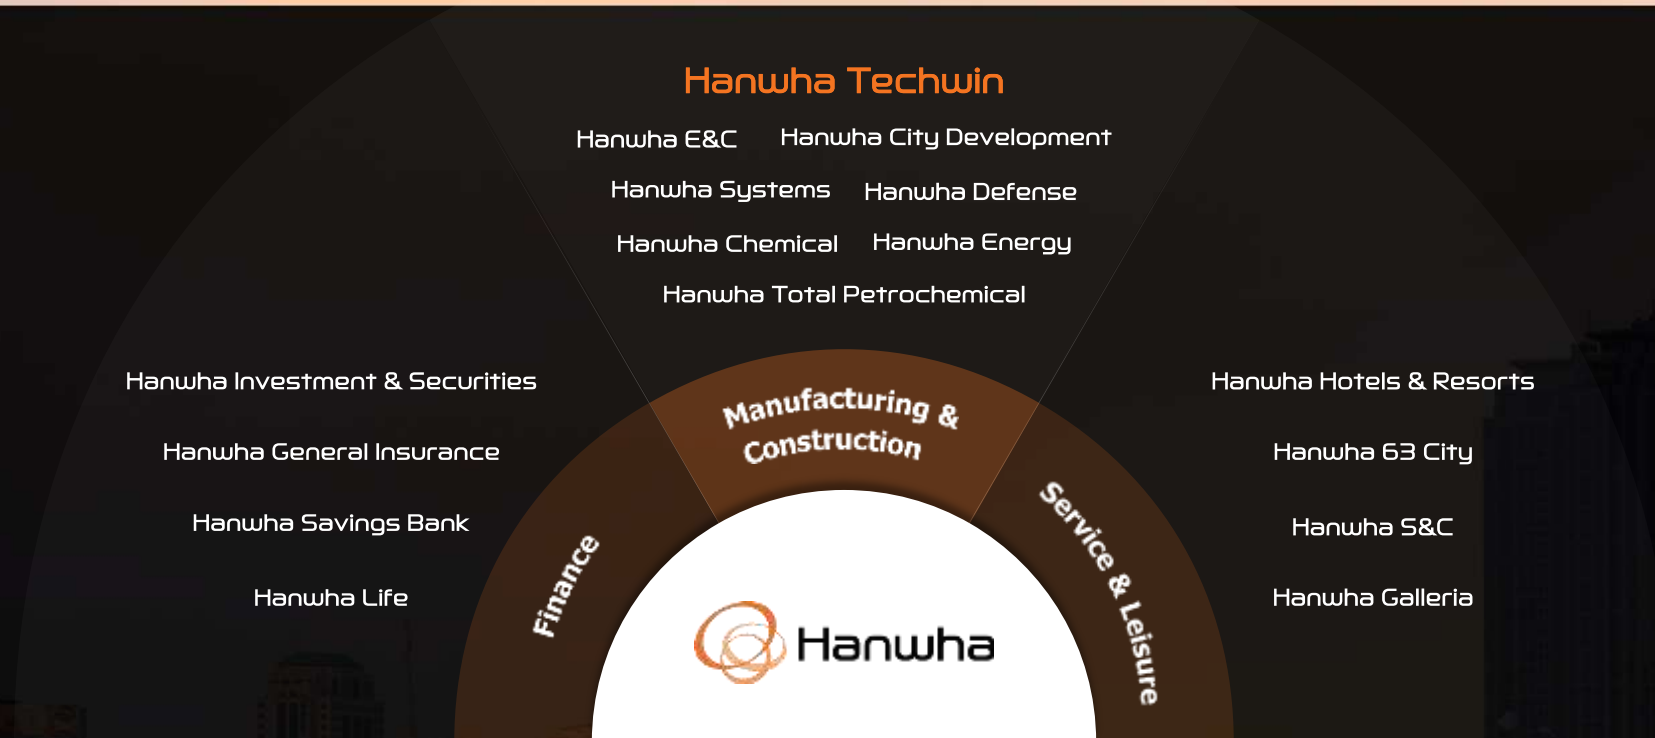 Hanwha Techwin
Hanwha E&C
Hanwha City Development
Hanwha Systems
Hanwha Defense
Hanwha Chemical
Hanwha Energy
Hanwha Total Petrochemical
Manufacturing &
Construction
Hanwha Investment & Securities
Hanwha General Insurance
Hanwha Savings Bank
Hanwha Life
Finance
Service & Leisure
Hanwha Hotels & Resorts
Hanwha 63 City
Hanwha S&C
Hanwha Galleria
Hanwha